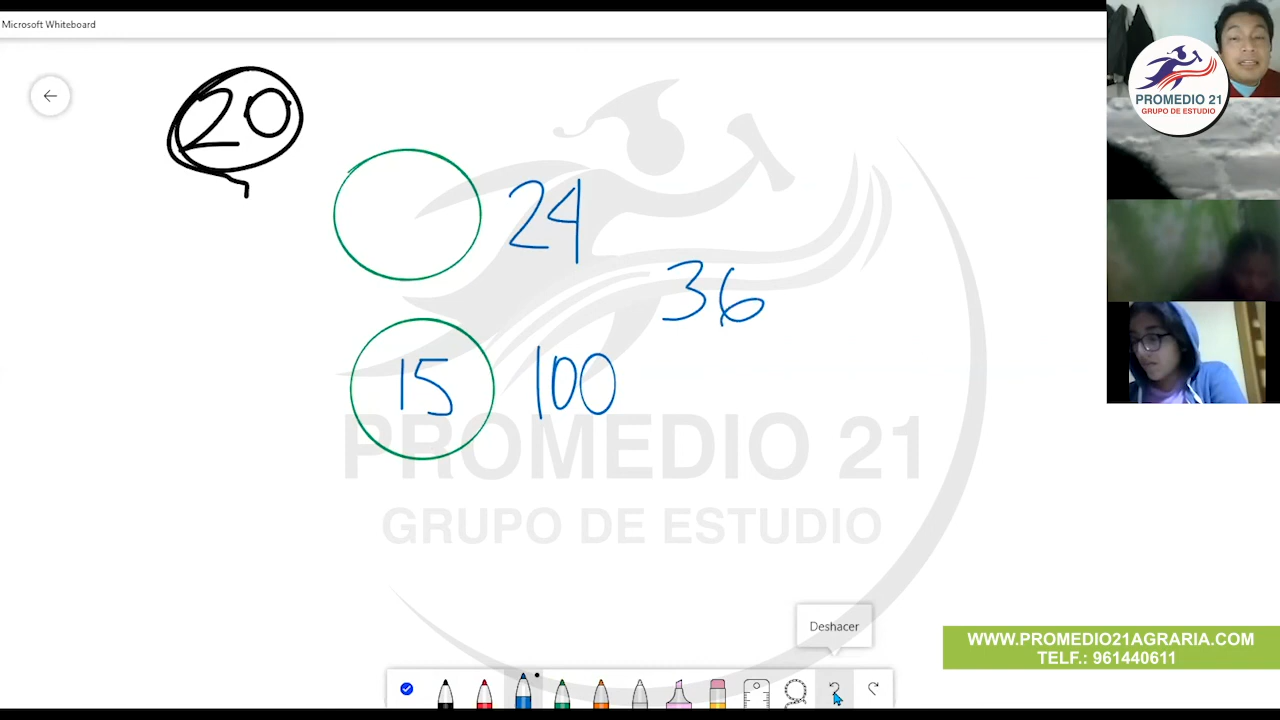 Microsoft Whiteboard
20
24
36
15
100
PROMEDIO 21
GRUPO DE ESTUDIO
PROMEDIO 21
GRUPO DE ESTUDIO
Deshacer
WWW.PROMEDIO21AGRARIA.COM
TELF.: 961440611